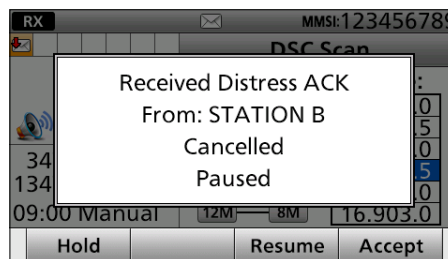 RX MMSI:123456789
DSC Scan
Received Distress ACK
From: STATION B
Cancelled
Paused
34
134
09:00 Manual 12M 8M 16.903.0
Hold Resume Accept